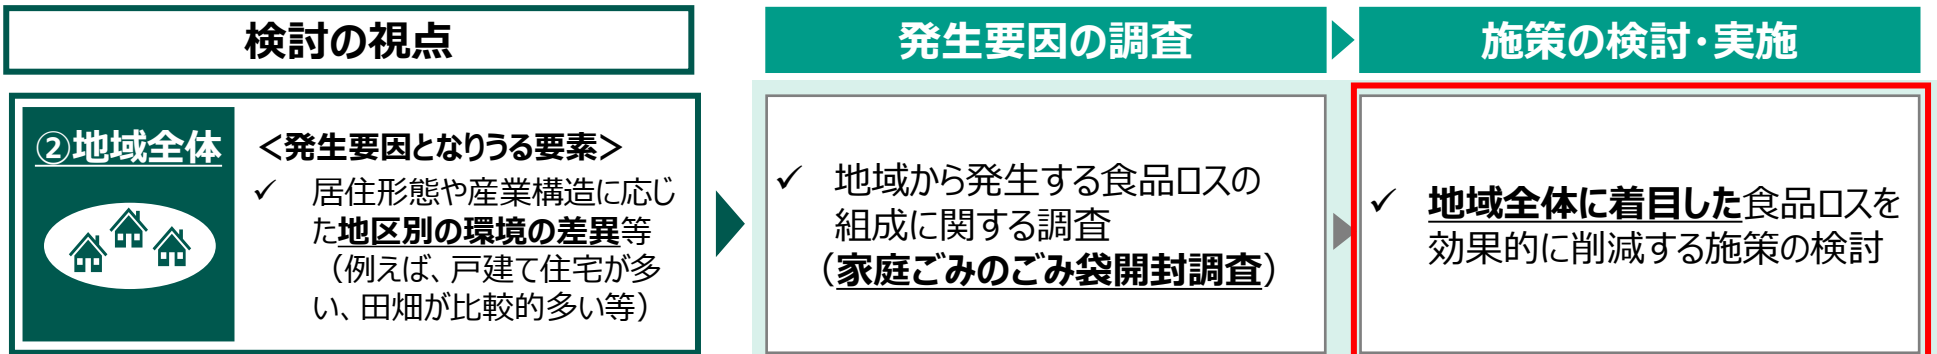 検討の視点
発生要因の調査
施策の検討・実施
②地域全体
＜発生要因となりうる要素＞
✓ 居住形態や産業構造に応じ
た地区別の環境の差異等
（例えば、戸建て住宅が多
い、田畑が比較的多い等）
✓ 地域から発生する食品ロスの
組成に関する調査
（家庭ごみのごみ袋開封調査）
✓ 地域全体に着目した食品ロスを
効果的に削減する施策の検討